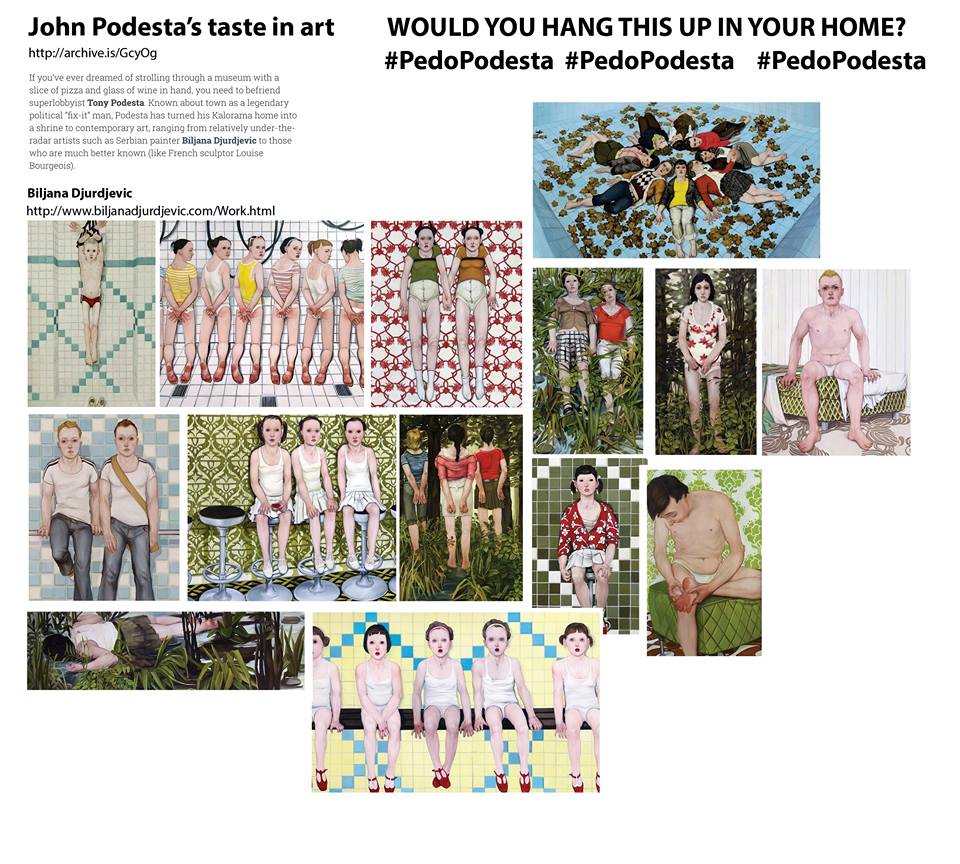 John Podesta's taste in art
http://archive.is/GcyOg
If you've ever dreamed of strolling through a museum with a
slice of pizza and glass of wine in hand, you need to befriend
superlobbyist Tony Podesta. Known about town as a legendary
political "fix-it" man, Podesta has turned his Kalorama home into
a shrine to contemporary art, ranging from relatively under-the-
radar artists such as Serbian painter Biljana Djurdjevic to those
who are much better known (like French sculptor Louise
Bourgeois).
Biljana Djurdjevic
http://www.biljanadjurdjevic.com/Work.html
WOULD YOU HANG THIS UP IN YOUR HOME?
#PedoPodesta #PedoPodesta #PedoPodesta